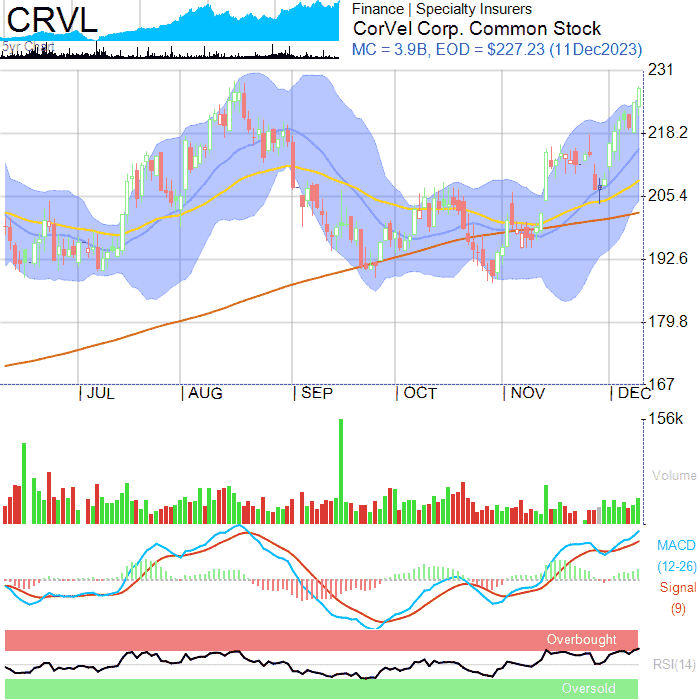 CRVL
5yr Chart
Finance | Specialty Insurers
CorVel Corp. Common Stock
MC = 3.9B, EOD = $227.23 (11Dec2023)
231
218.2
205.4
192.6
179.8
167
JUL
AUG
SEP
OCT
NOV
DEC
156k
Volume
MACD
(12-26)
Signal
(9)
Overbought
RSI(14)
Oversold